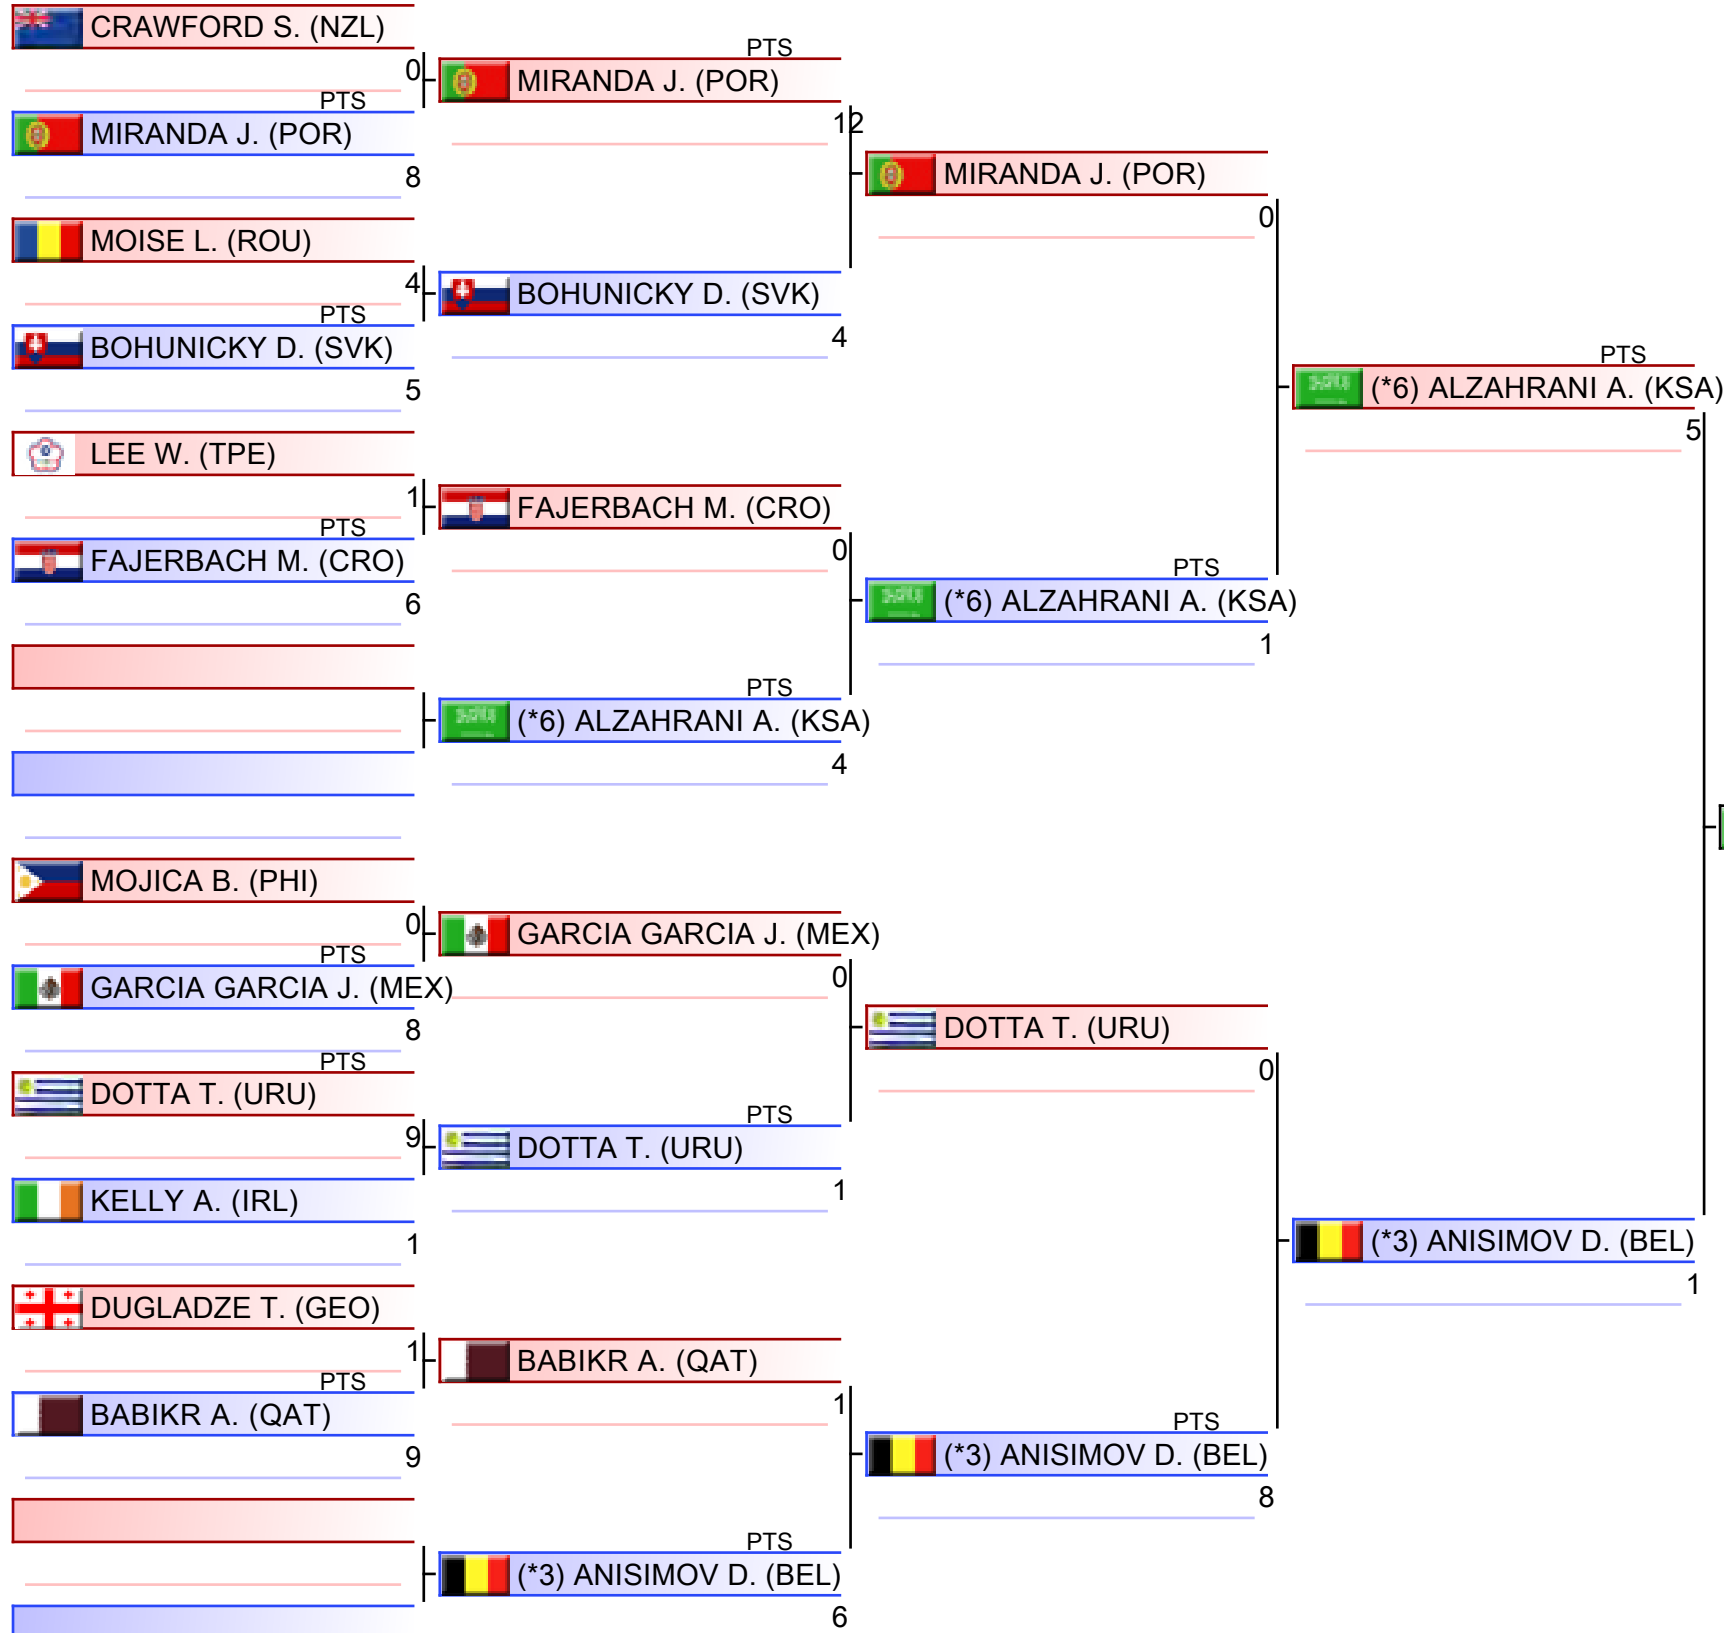 CRAWFORD S. (NZL)
0
PTS
MIRANDA J. (POR)
8
MOISE L. (ROU)
4
PTS
BOHUNICKY D. (SVK)
5
LEE W. (TPE)
1
PTS
FAJERBACH M. (CRO)
6
MOJICA B. (PHI)
0
PTS
GARCIA GARCIA J. (MEX)
8
PTS
DOTTA T. (URU)
9
KELLY A. (IRL)
1
DUGLADZE T. (GEO)
1
PTS
BABIKR A. (QAT)
9
PTS
MIRANDA J. (POR)
12
BOHUNICKY D. (SVK)
4
FAJERBACH M. (CRO)
0
PTS
(*6) ALZAHRANI A. (KSA)
4
GARCIA GARCIA J. (MEX)
0
PTS
DOTTA T. (URU)
1
BABIKR A. (QAT)
1
PTS
(*3) ANISIMOV D. (BEL)
6
MIRANDA J. (POR)
0
PTS
(*6) ALZAHRANI A. (KSA)
1
DOTTA T. (URU)
0
PTS
(*3) ANISIMOV D. (BEL)
8
PTS
(*6) ALZAHRANI A. (KSA)
5
(*3) ANISIMOV D. (BEL)
1